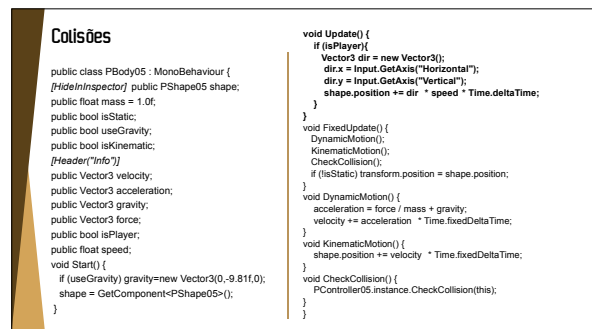 Colisões
public class PBody05 : MonoBehaviour {
[HideInInspector] public PShape05 shape;
public float mass = 1.0f;
public bool isStatic;
public bool useGravity;
public bool isKinematic;
[Header("Info")]
public Vector3 velocity;
public Vector3 acceleration;
public Vector3 gravity;
public Vector3 force;
public bool isPlayer;
public float speed;
void Start() {
if (useGravity) gravity=new Vector3(0,-9.81f,0);
shape = GetComponent<PShape05>();
}
void Update() {
if (isPlayer){
Vector3 dir = new Vector3();
dir.x = Input.GetAxis("Horizontal");
dir.y = Input.GetAxis("Vertical");
shape.position += dir * speed * Time.deltaTime;
}
}
void FixedUpdate() {
DynamicMotion();
KinematicMotion();
CheckCollision();
if (!isStatic) transform.position = shape.position;
}
void DynamicMotion() {
acceleration = force / mass + gravity;
velocity += acceleration * Time.fixedDeltaTime;
}
void KinematicMotion() {
shape.position += velocity * Time.fixedDeltaTime;
}
void CheckCollision() {
PController05.instance.CheckCollision(this);
}
}